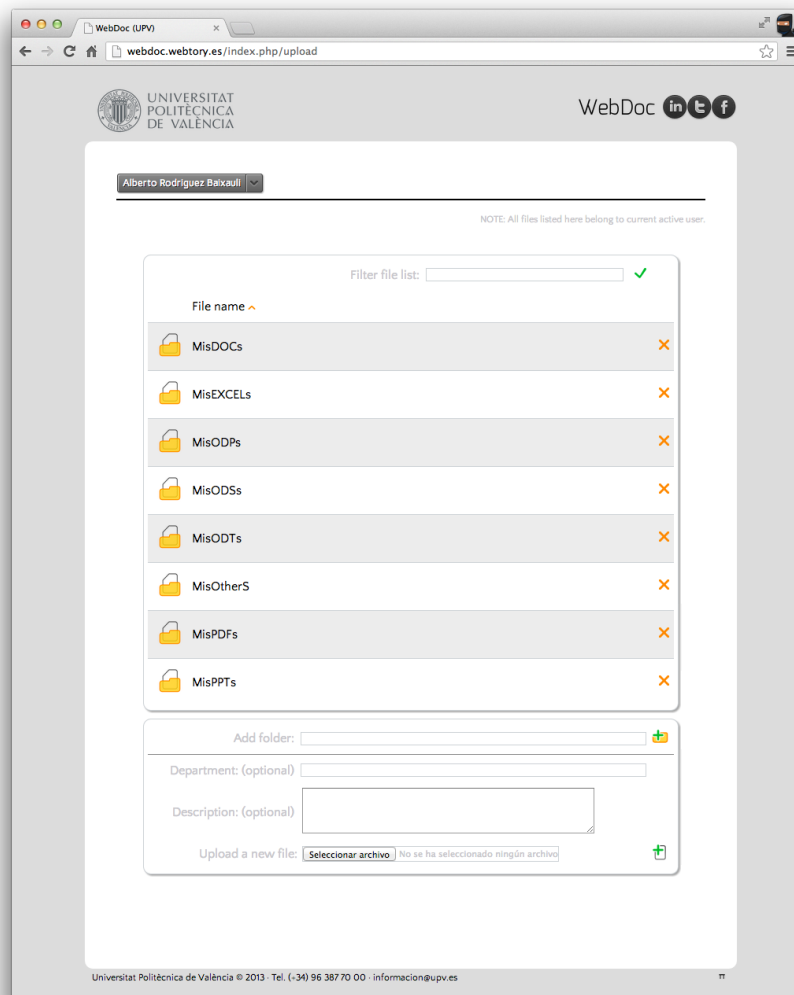 WebDoc (UPV)
webdoc.webtory.es/index.php/upload
UNIVERSITAT
POLITÈCNICA
DE VALÈNCIA
WebDoc in t f
Alberto Rodríguez Baixauli
NOTE: All files listed here belong to current active user.
Filter file list:
File name
MisDOCs
MisEXCELs
MisODPs
MisODSs
MisODTs
MisOtherS
MisPDFs
MisPPTs
Add folder:
Department: (optional)
Description: (optional)
Upload a new file: Seleccionar archivo No se ha seleccionado ningún archivo
Universitat Politècnica de València © 2013 · Tel. (+34) 96 387 70 00 · informacion@upv.es π